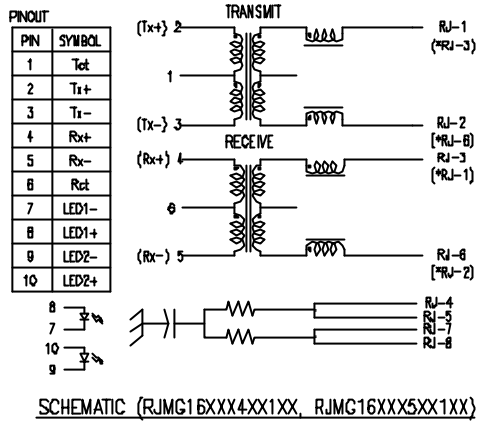 PINOUT
PIN SYMBOL
1 Tct
2 Tx+
3 Tx-
4 Rx+
5 Rx-
6 Rct
7 LED1-
8 LED1+
9 LED2-
10 LED2+
TRANSMIT
(Tx+) 2
1
(Tx-) 3
RJ-1
(*RJ-3)
RJ-2
(*RJ-6)
RECEIVE
(Rx+) 4
6
(Rx-) 5
RJ-3
(*RJ-1)
RJ-6
(*RJ-2)
8
7
10
9
RJ-4
RJ-5
RJ-7
RJ-8
SCHEMATIC (RJMG16XXX4XX1XX, RJMG16XXX5XX1XX)